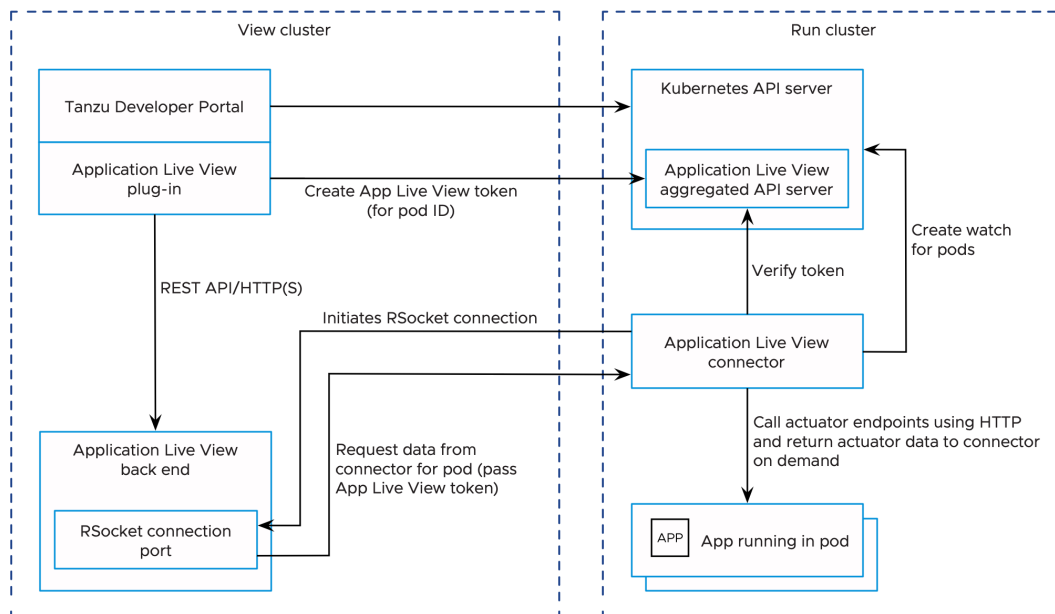 View cluster
Run cluster
Tanzu Developer Portal
Kubernetes API server
Application Live View
plug-in
Create App Live View token
(for pod ID)
Application Live View
aggregated API server
Create watch
for pods
Verify token
REST API/HTTP(S)
Initiates RSocket connection
Application Live View
connector
Call actuator endpoints using HTTP
and return actuator data to connector
on demand
Application Live View
back end
Request data from
connector for pod (pass
App Live View token)
RSocket connection
port
APP
App running in pod